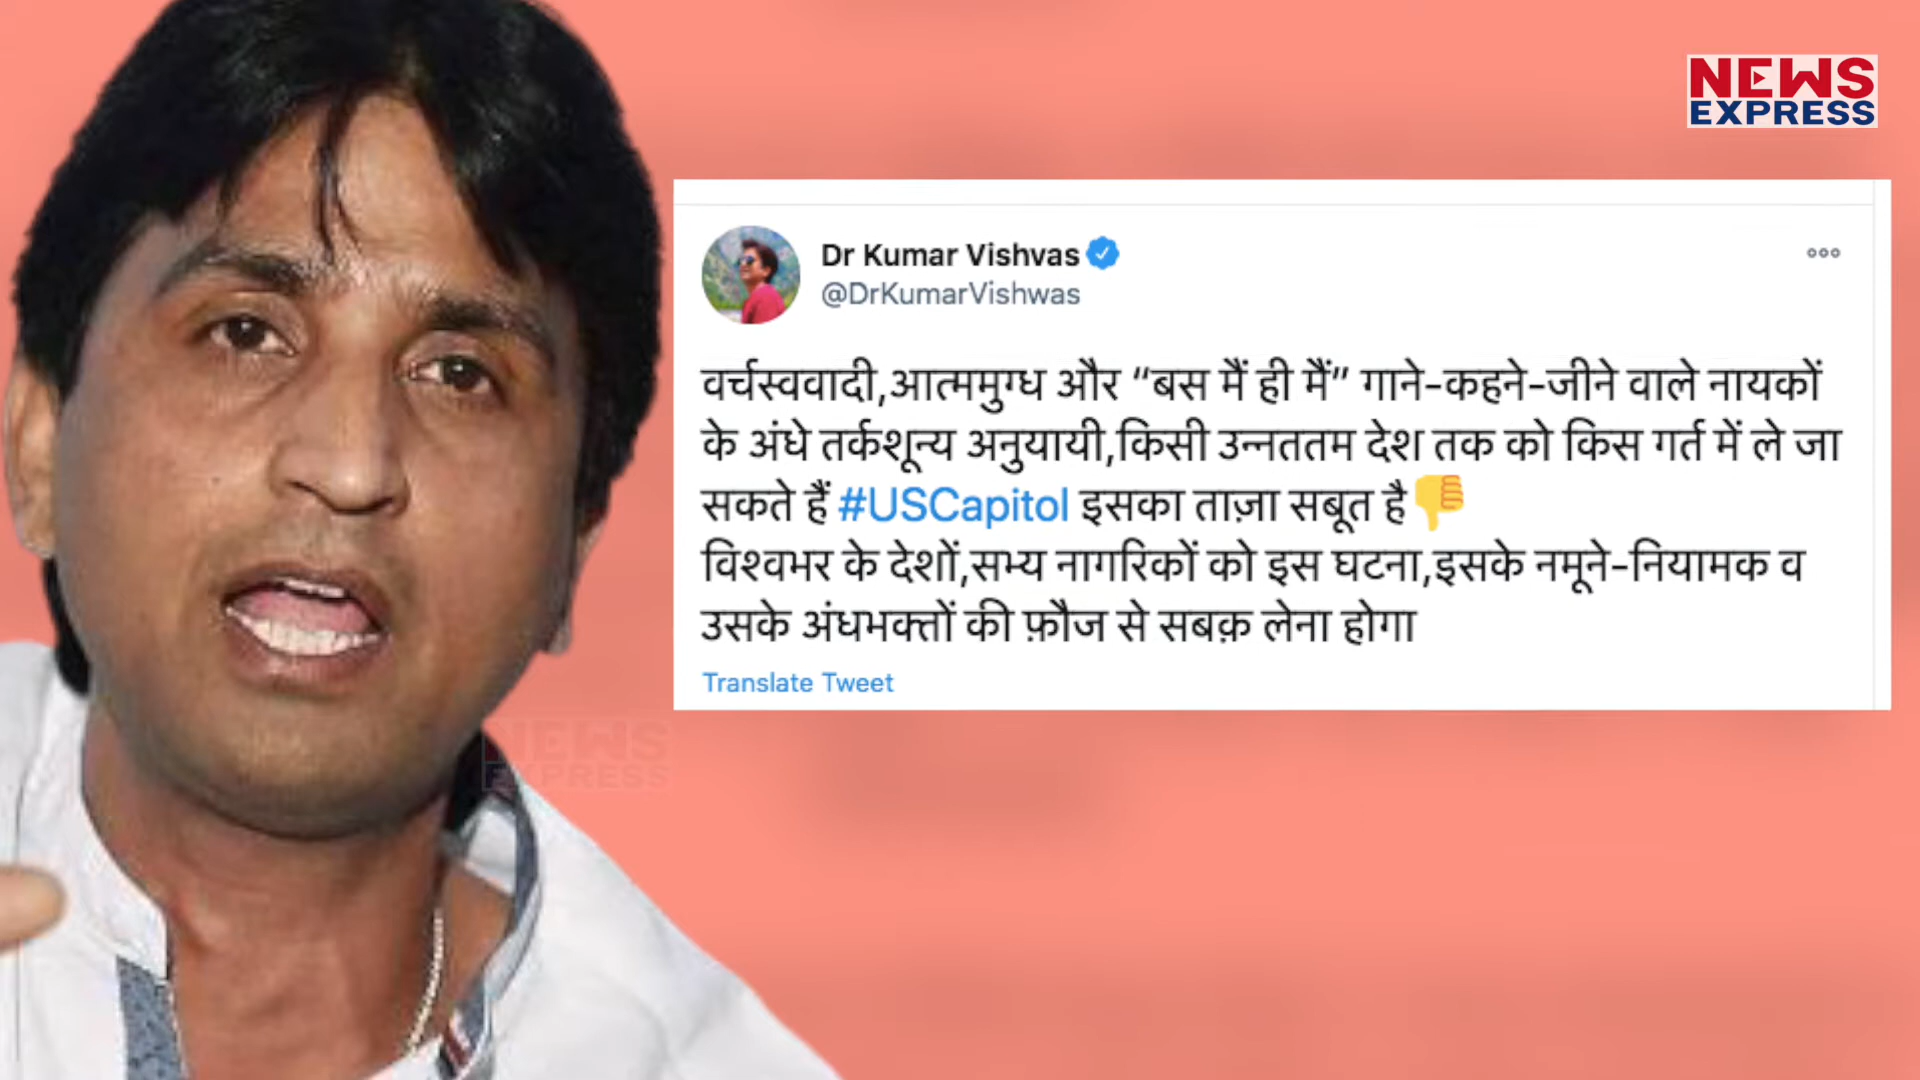 NEWS
EXPRESS
Dr Kumar Vishvas
@DrKumarVishwas
वर्चस्ववादी,आत्ममुग्ध और “बस मैं ही मैं” गाने-कहने-जीने वाले नायकों
के अंधे तर्कशून्य अनुयायी,किसी उन्नततम देश तक को किस गर्त में ले जा
सकते हैं #USCapitol इसका ताज़ा सबूत है👎
विश्वभर के देशों,सभ्य नागरिकों को इस घटना,इसके नमूने-नियामक व
उसके अंधभक्तों की फ़ौज से सबक़ लेना होगा
Translate Tweet
NEWS
EXPRESS